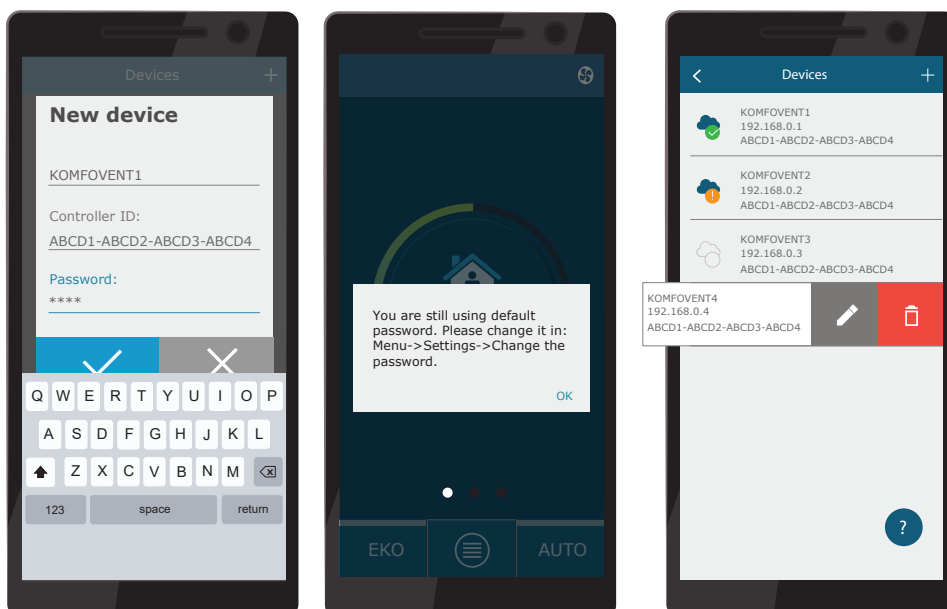 Devices
+
New device
KOMFOVENT1
Controller ID:
ABCD1-ABCD2-ABCD3-ABCD4
Password:
****
Q W E R T Y U I O P
A S D F G H J K L
Z X C V B N M
123 space return
You are still using default
password. Please change it in:
Menu->Settings->Change the
password.
OK
EKO AUTO
Devices
+
KOMFOVENT1
192.168.0.1
ABCD1-ABCD2-ABCD3-ABCD4
KOMFOVENT2
192.168.0.2
ABCD1-ABCD2-ABCD3-ABCD4
KOMFOVENT3
192.168.0.3
ABCD1-ABCD2-ABCD3-ABCD4
KOMFOVENT4
192.168.0.4
ABCD1-ABCD2-ABCD3-ABCD4
?